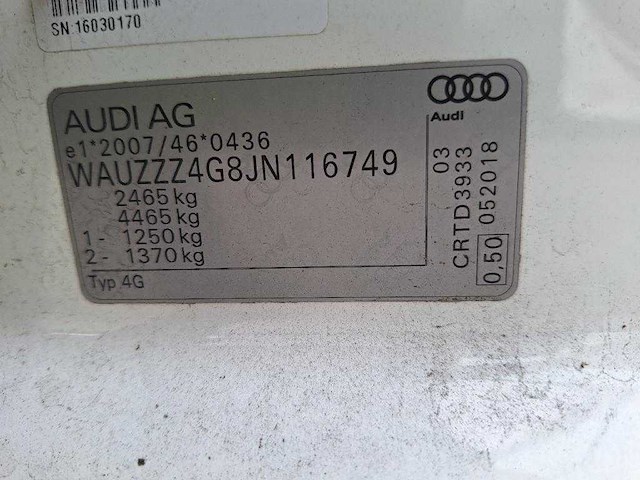 SN:16030170
AUDI AG
Audi
e1*2007/46*0436
WAUZZZ4G8JN116749
2465 kg
4465 kg
1- 1250 kg
2- 1370 kg
Typ 4G
03
CRTD3933
052018
0,50